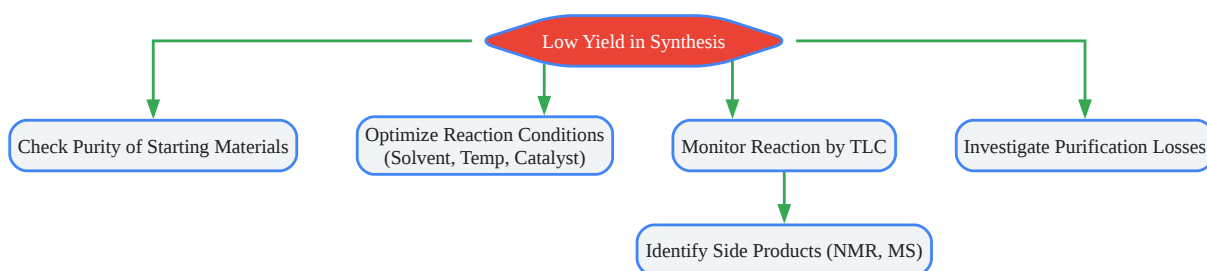 Low Yield in Synthesis
Check Purity of Starting Materials
Optimize Reaction Conditions
(Solvent, Temp, Catalyst)
Monitor Reaction by TLC
Investigate Purification Losses
Identify Side Products (NMR, MS)